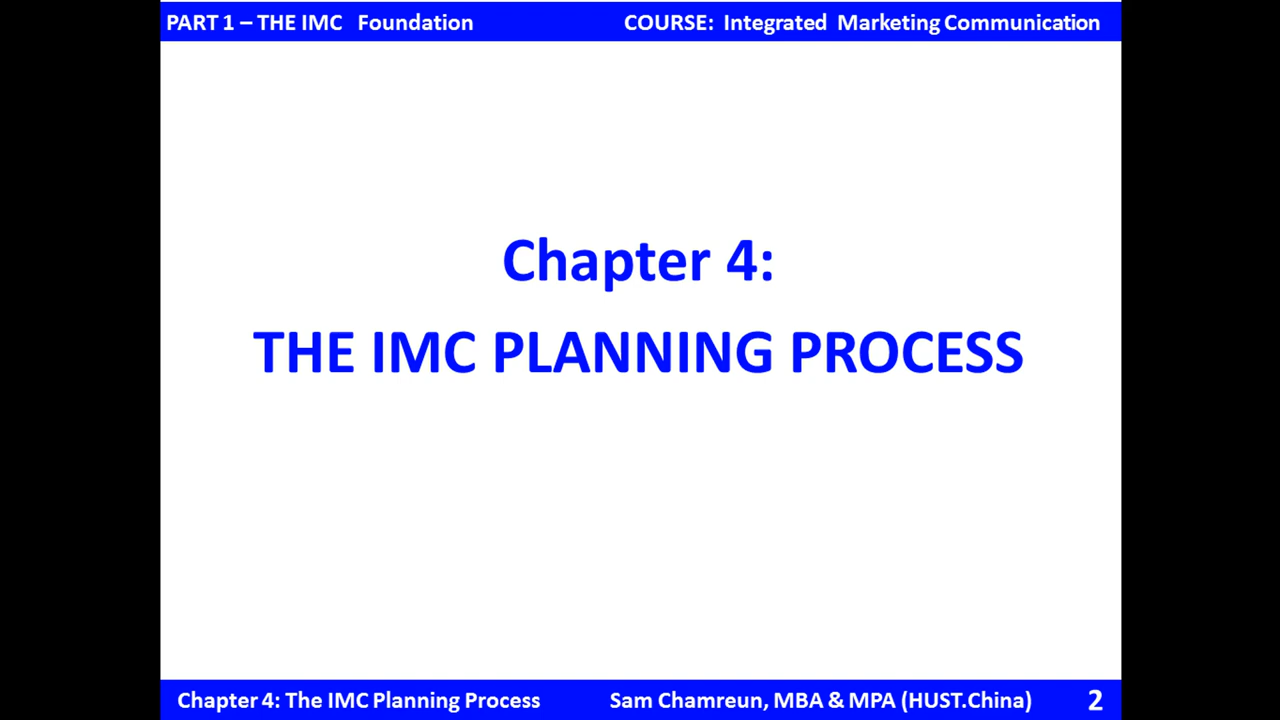 PART 1 – THE IMC Foundation COURSE: Integrated Marketing Communication
Chapter 4:
THE IMC PLANNING PROCESS
Chapter 4: The IMC Planning Process Sam Chamreun, MBA & MPA (HUST.China) 2